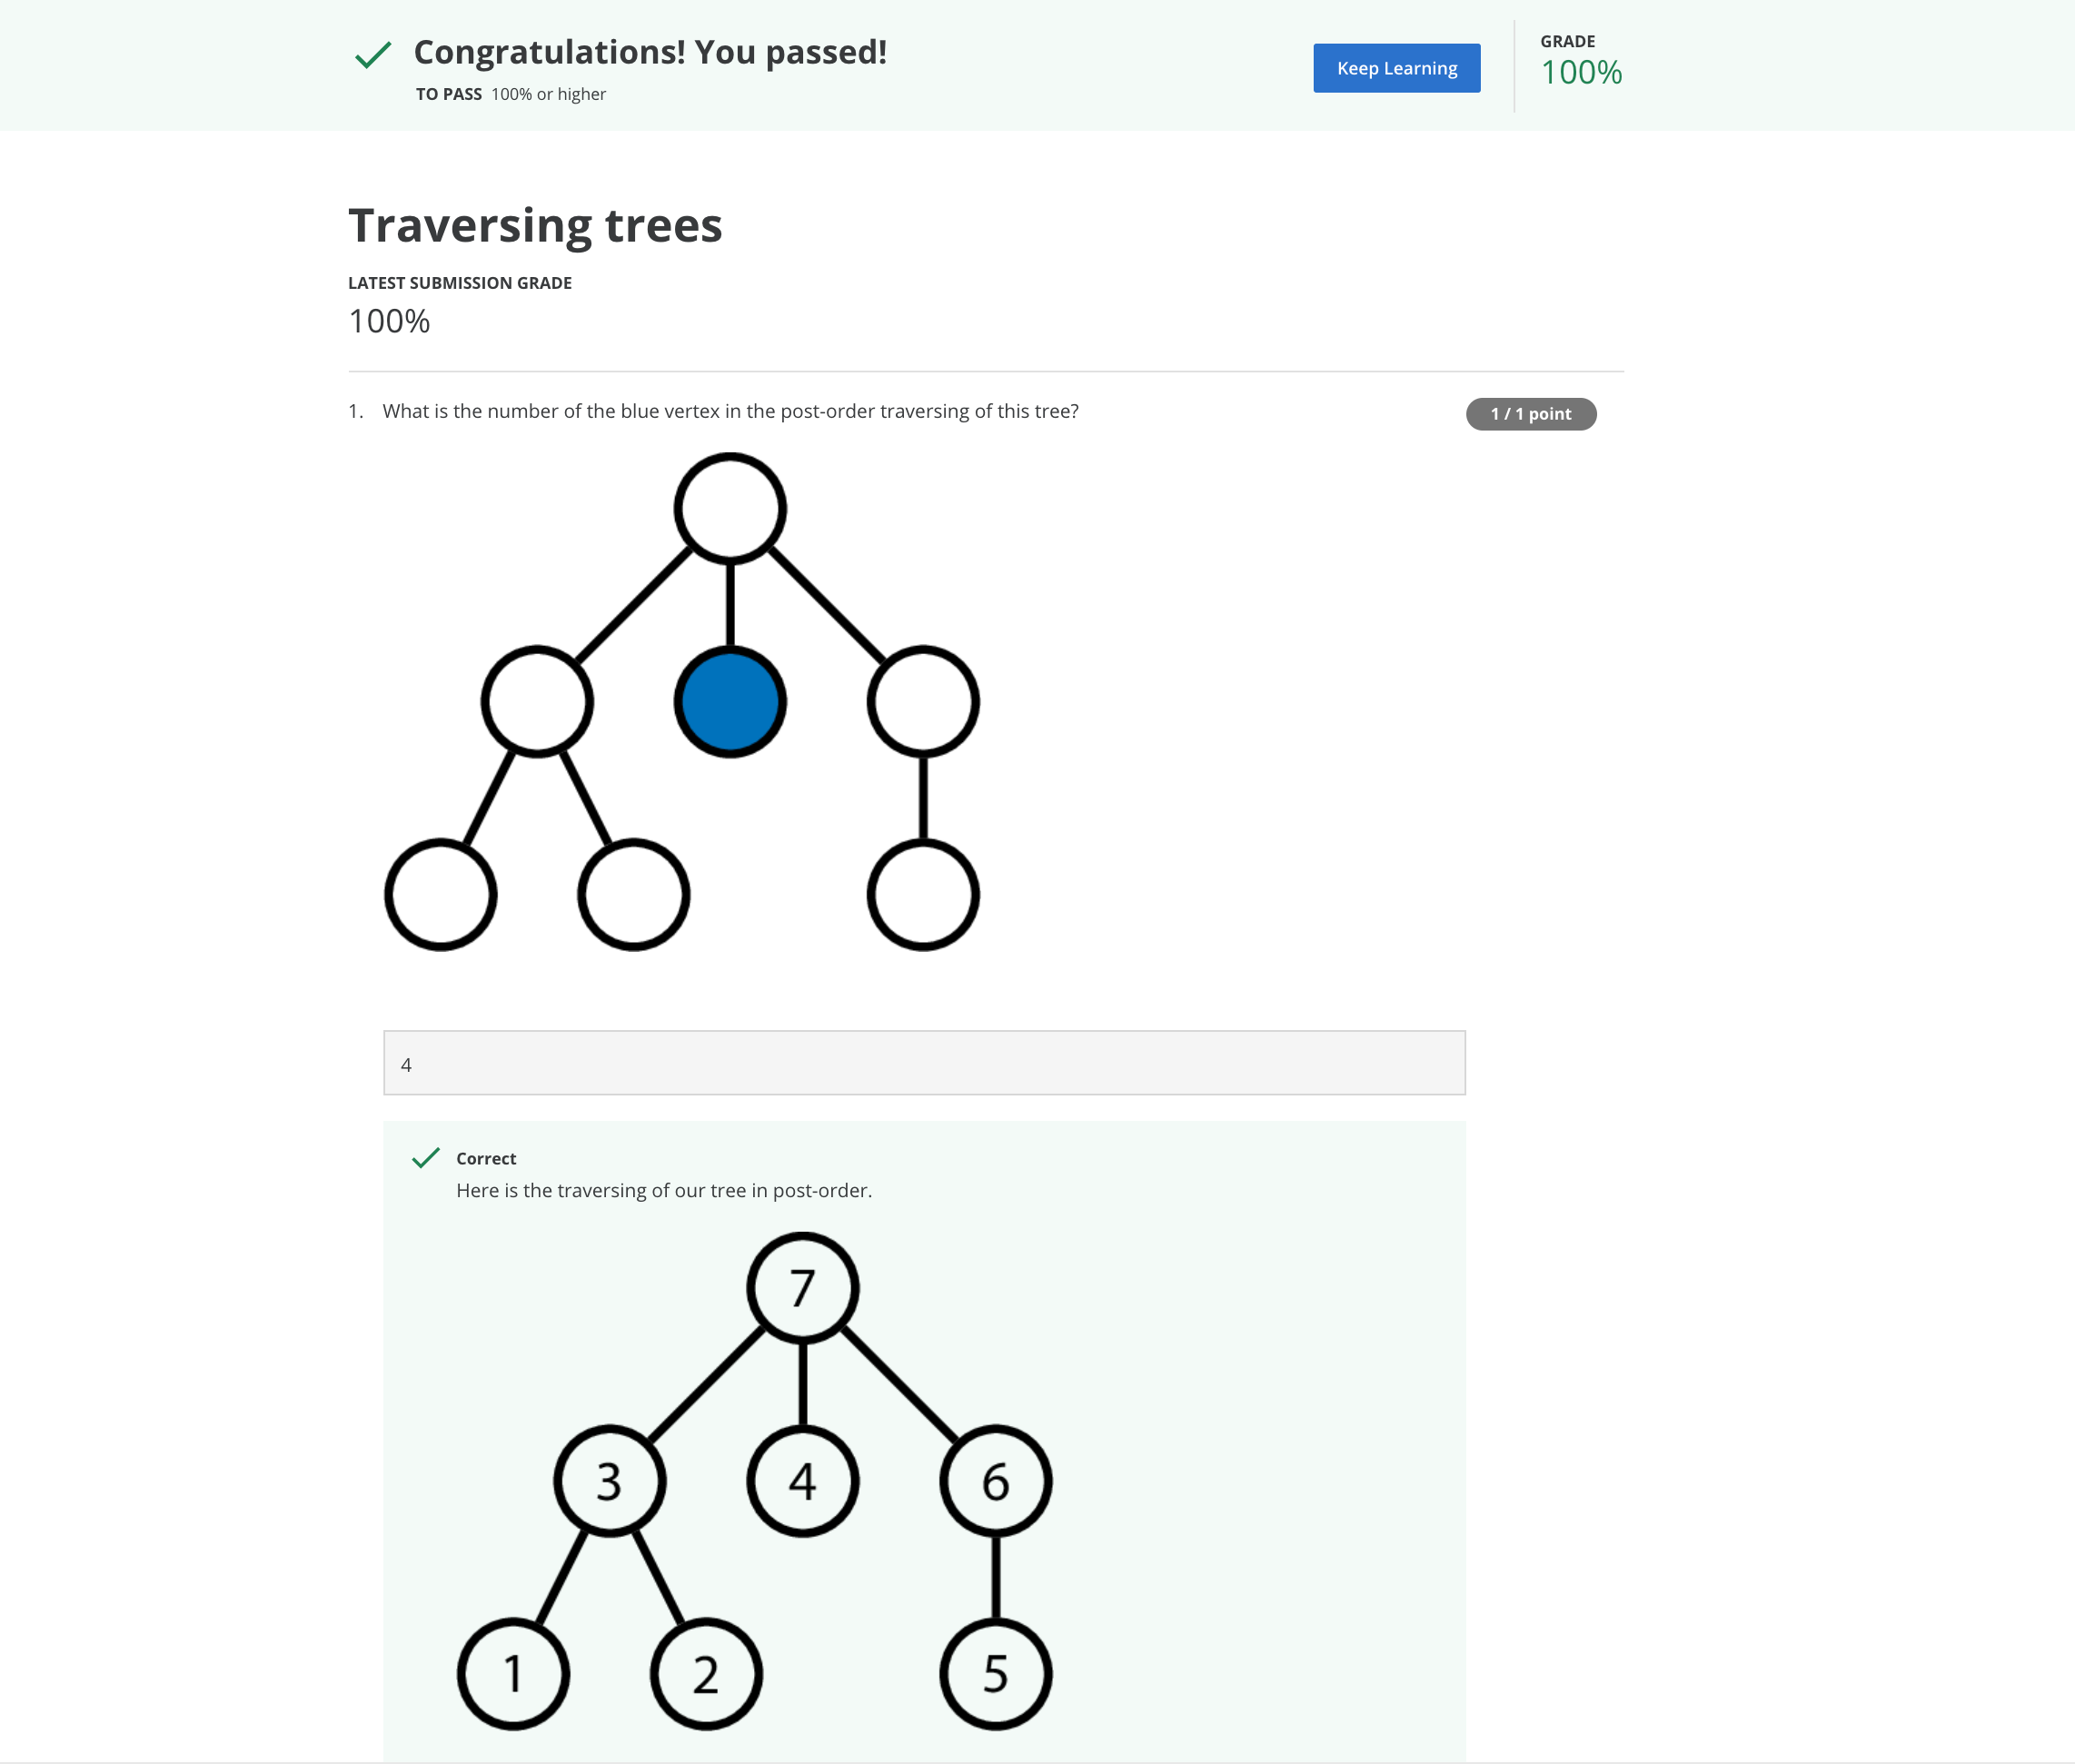 Congratulations! You passed!
TO PASS 100% or higher
Keep Learning
GRADE
100%
Traversing trees
LATEST SUBMISSION GRADE
100%
1. What is the number of the blue vertex in the post-order traversing of this tree?
1 / 1 point
4
Correct
Here is the traversing of our tree in post-order.
7
3 4 6
1 2 5